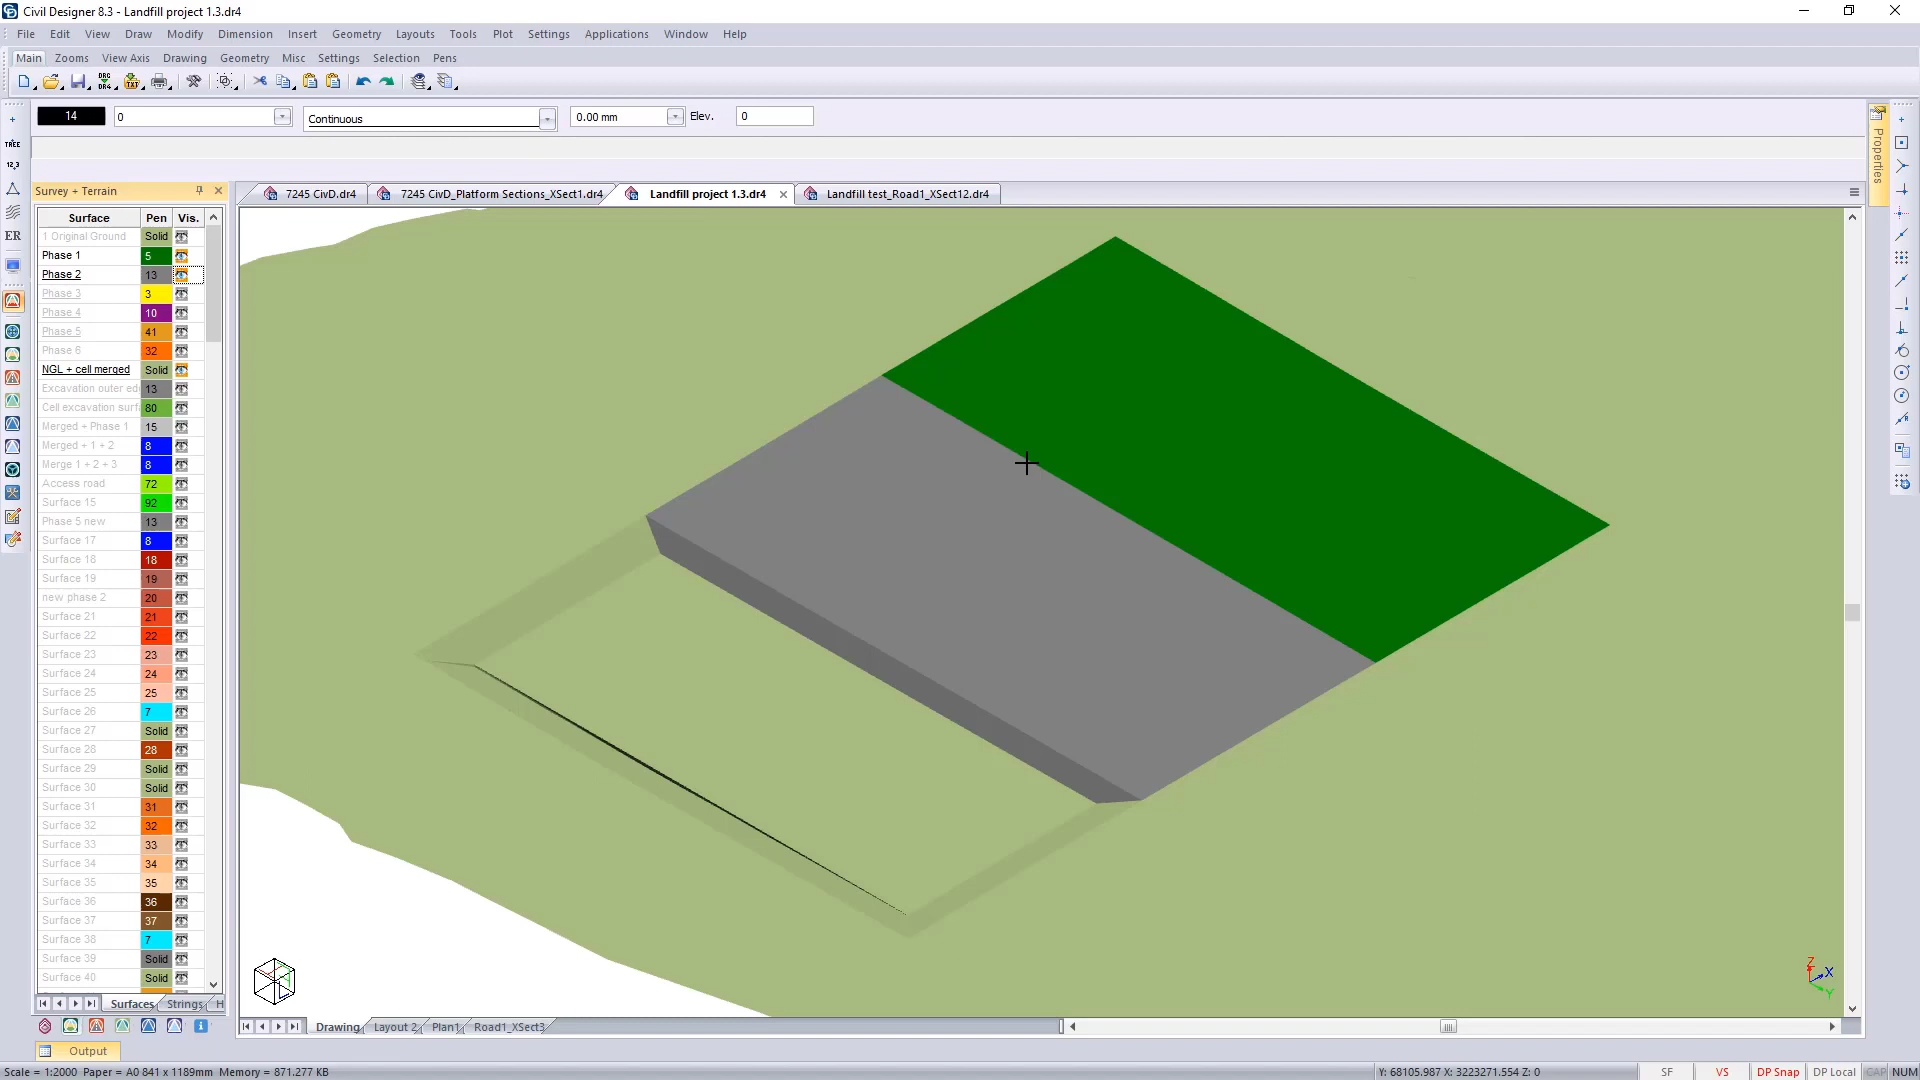 Civil Designer 8.3 - Landfill project 1.3.dr4
File Edit View Draw Modify Dimension Insert Geometry Layouts Tools Plot Settings Applications Window Help
Main Zooms View Axis Drawing Geometry Misc Settings Selection Pens
14 0 Continuous 0.00 mm Elev. 0
Survey + Terrain
7245 CivD.dr4 7245 CivD_Platform Sections_XSect1.dr4 Landfill project 1.3.dr4 Landfill test_Road1_XSect12.dr4
Properties
TREE
12.3
ER
Surface Pen Vis.
1 Original Ground Solid
Phase 1 5
Phase 2 13
Phase 3 3
Phase 4 10
Phase 5 41
Phase 6 32
NGL + cell merged Solid
Excavation outer ed 13
Cell excavation surf 80
Merged + Phase 1 15
Merged + 1 + 2 8
Merge 1 + 2 + 3 8
Access road 72
Surface 15 92
Phase 5 new 13
Surface 17 8
Surface 18 18
Surface 19 19
new phase 2 20
Surface 21 21
Surface 22 22
Surface 23 23
Surface 24 24
Surface 25 25
Surface 26 7
Surface 27 Solid
Surface 28 28
Surface 29 Solid
Surface 30 Solid
Surface 31 31
Surface 32 32
Surface 33 33
Surface 34 34
Surface 35 35
Surface 36 36
Surface 37 37
Surface 38 7
Surface 39 Solid
Surface 40 Solid
Surfaces Strings H
Z
X
Y
Drawing Layout 2 Plan1 Road1_XSect3
Output
Scale = 1:2000 Paper = A0 841 x 1189mm Memory = 871.277 KB
Y: 68105.987 X: 3223271.554 Z: 0 SF VS DP Snap DP Local CAP NUM